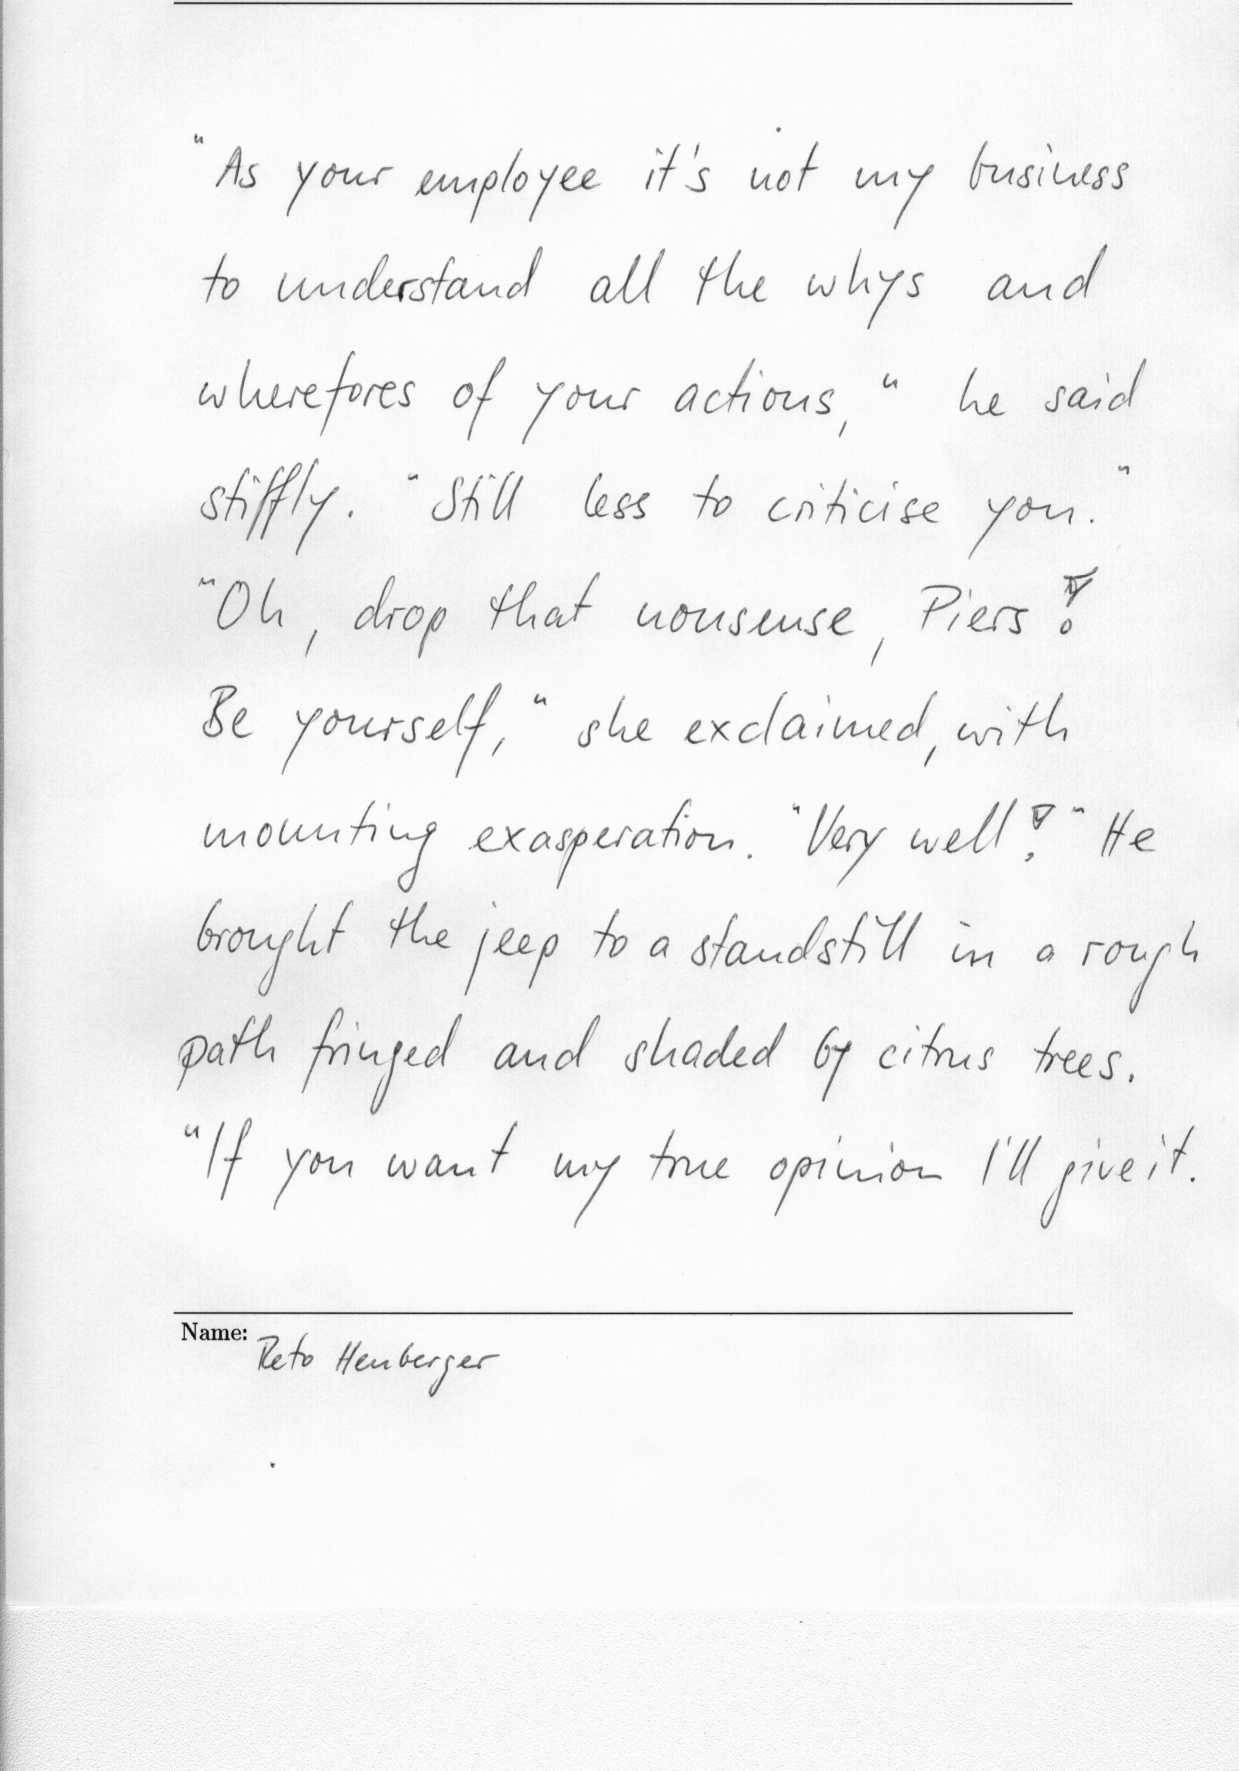 "As your employee it's not my business
to understand all the whys and
wherefores of your actions," he said
stiffly. "Still less to criticise you."
"Oh, drop that nonsense, Piers!
Be yourself," she exclaimed, with
mounting exasperation. "Very well!" He
brought the jeep to a standstill in a rough
path fringed and shaded by citrus trees.
"If you want my true opinion I'll give it.
Name:
Reto Heuberger